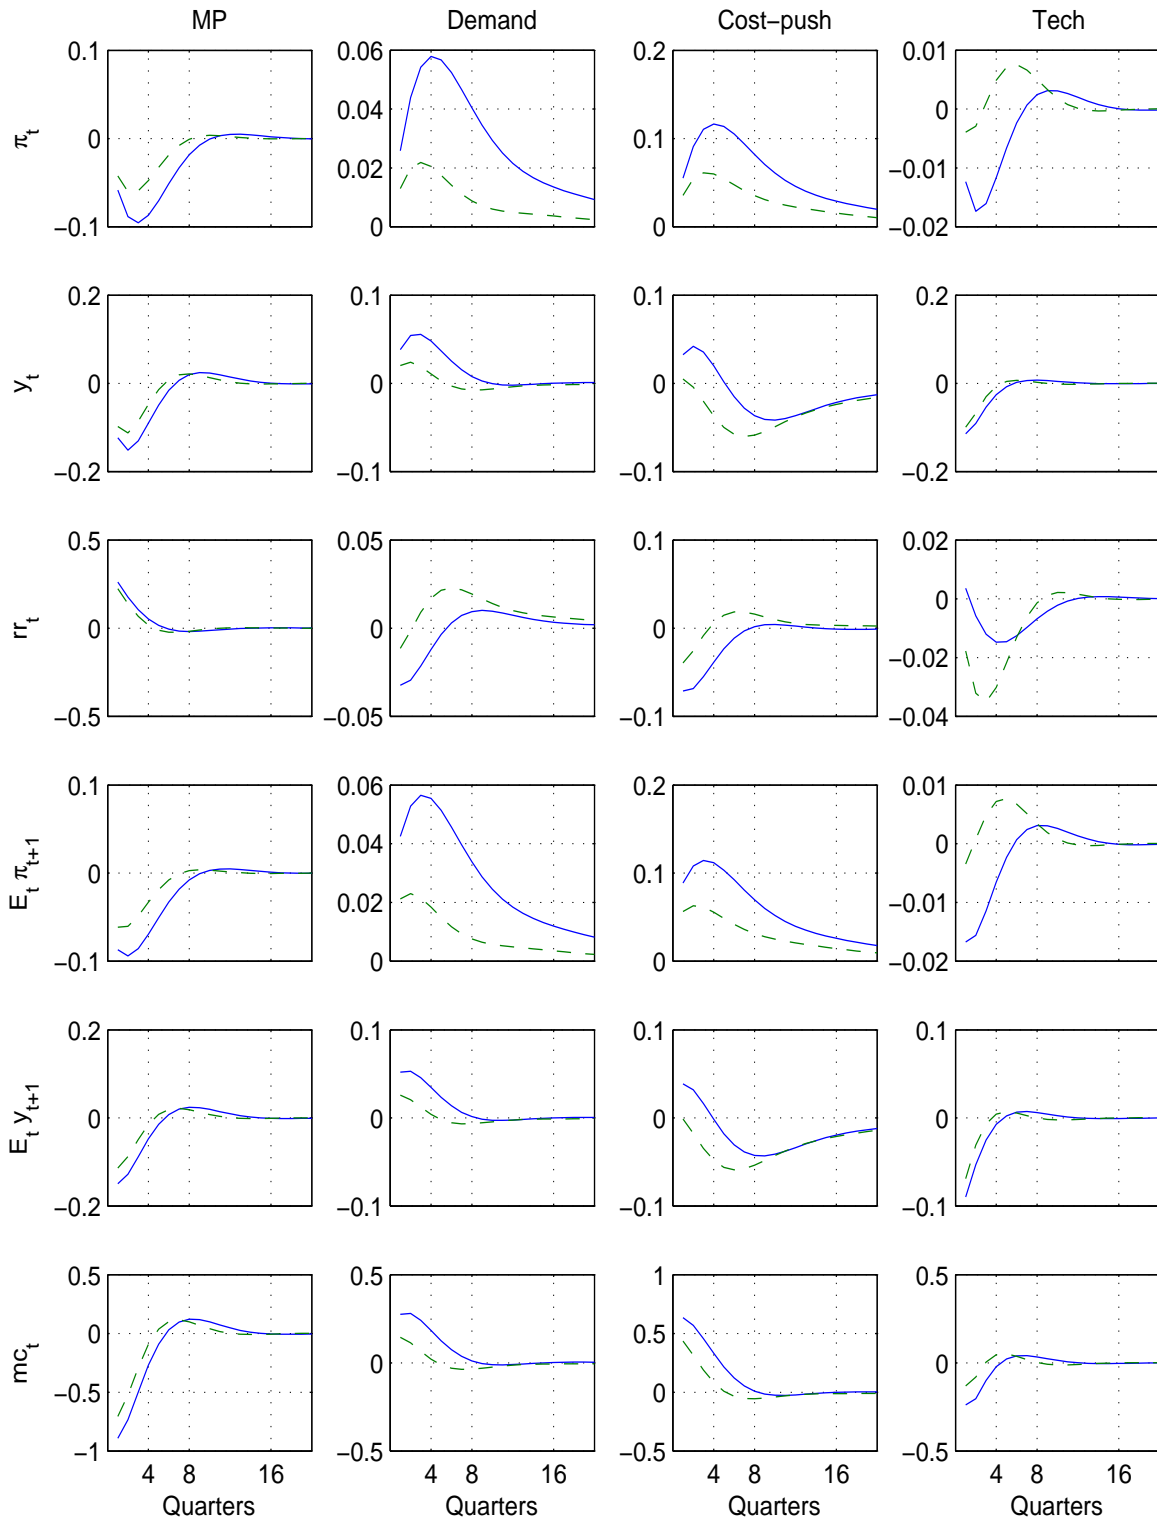 MP Demand Cost−push Tech
π_t
0.1 0 −0.1
0.06 0.04 0.02 0
0.2 0.1 0
0.01 0 −0.01 −0.02
y_t
0.2 0 −0.2
0.1 0 −0.1
0.1 0 −0.1
0.2 0 −0.2
rr_t
0.5 0 −0.5
0.05 0 −0.05
0.1 0 −0.1
0.02 0 −0.02 −0.04
E_t π_{t+1}
0.1 0 −0.1
0.06 0.04 0.02 0
0.2 0.1 0
0.01 0 −0.01 −0.02
E_t y_{t+1}
0.2 0 −0.2
0.1 0 −0.1
0.1 0 −0.1
0.1 0 −0.1
mc_t
0.5 0 −0.5 −1
0.5 0 −0.5
1 0.5 0 −0.5
0.5 0 −0.5
4 8 16 4 8 16 4 8 16 4 8 16
Quarters Quarters Quarters Quarters